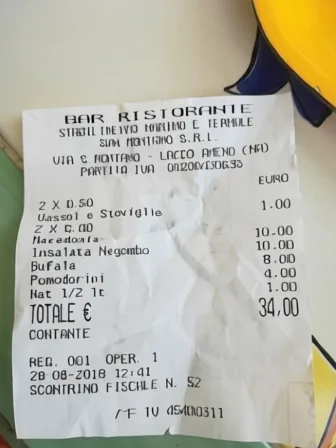 BAR RISTORANTE
STABILIMENTO MARINO E TERMALE
SAN MONTANO S.R.L.
VIA S MONTANO - LACCO AMENO (NA)
PARTITA IVA
EURO
2 X 0.50
Vassoi e Stoviglie 1.00
2 X
Macedonia 10.00
Insalata Negombo 10.00
Bufala 8.00
Pomodorini 4.00
Nat 1/2 lt 1.00
TOTALE € 34,00
CONTANTE
REG. 001 OPER. 1
28-08-2018 12:41
SCONTRINO FISCALE N. 52